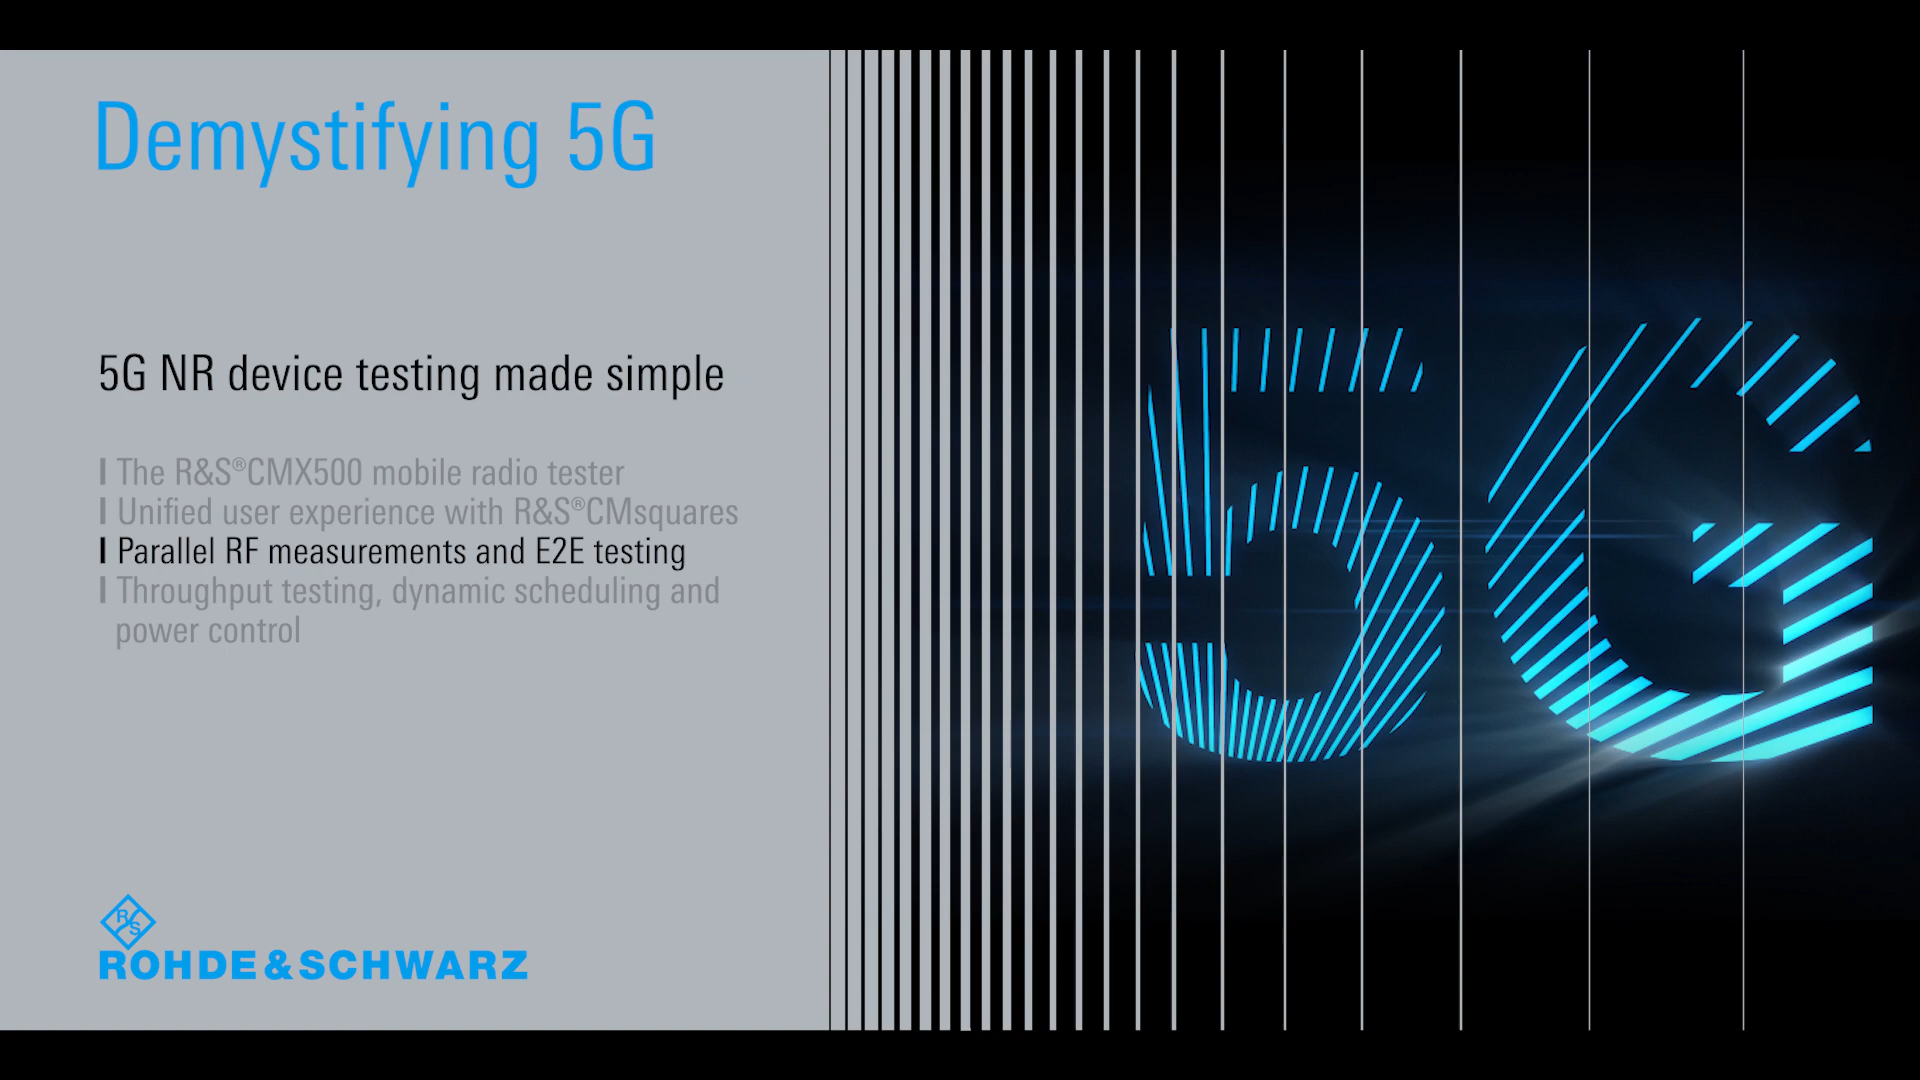 Demystifying 5G
5G NR device testing made simple
| The R&S®CMX500 mobile radio tester
| Unified user experience with R&S®CMsquares
| Parallel RF measurements and E2E testing
| Throughput testing, dynamic scheduling and
power control
5G
R S
ROHDE&SCHWARZ